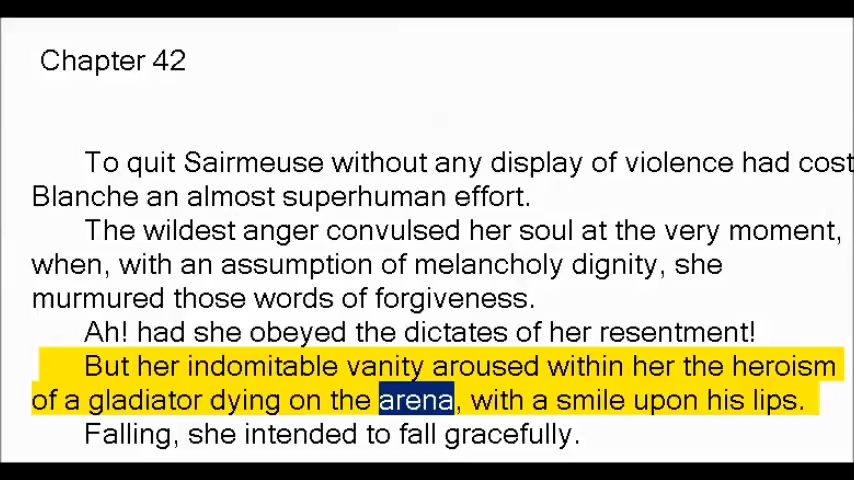 Chapter 42
To quit Sairmeuse without any display of violence had cost
Blanche an almost superhuman effort.
The wildest anger convulsed her soul at the very moment,
when, with an assumption of melancholy dignity, she
murmured those words of forgiveness.
Ah! had she obeyed the dictates of her resentment!
But her indomitable vanity aroused within her the heroism
of a gladiator dying on the arena, with a smile upon his lips.
Falling, she intended to fall gracefully.